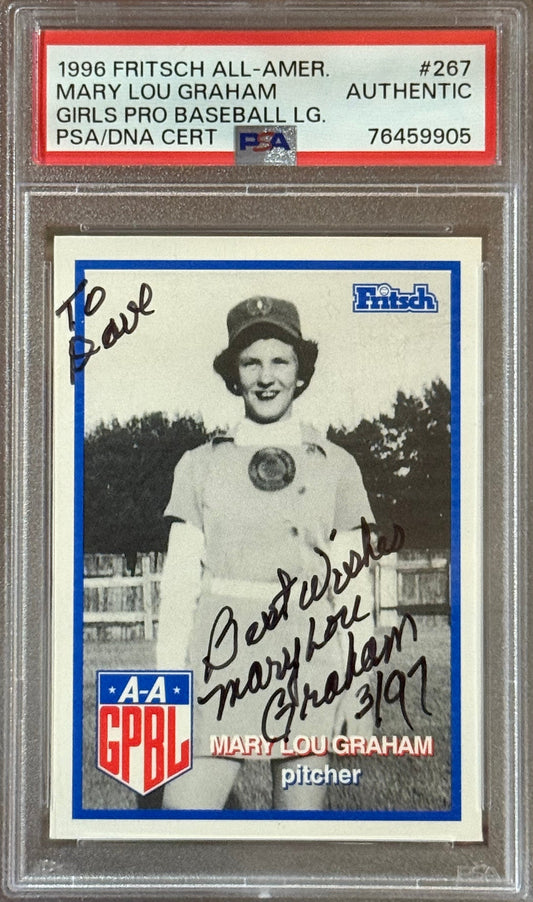 1996 FRITSCH ALL-AMER. #267
MARY LOU GRAHAM AUTHENTIC
GIRLS PRO BASEBALL LG.
PSA/DNA CERT PSA 76459905
To
Dave
Fritsch
Best Wishes
Mary Lou
Graham
3/97
A-A
GPBL
MARY LOU GRAHAM
pitcher
PSA